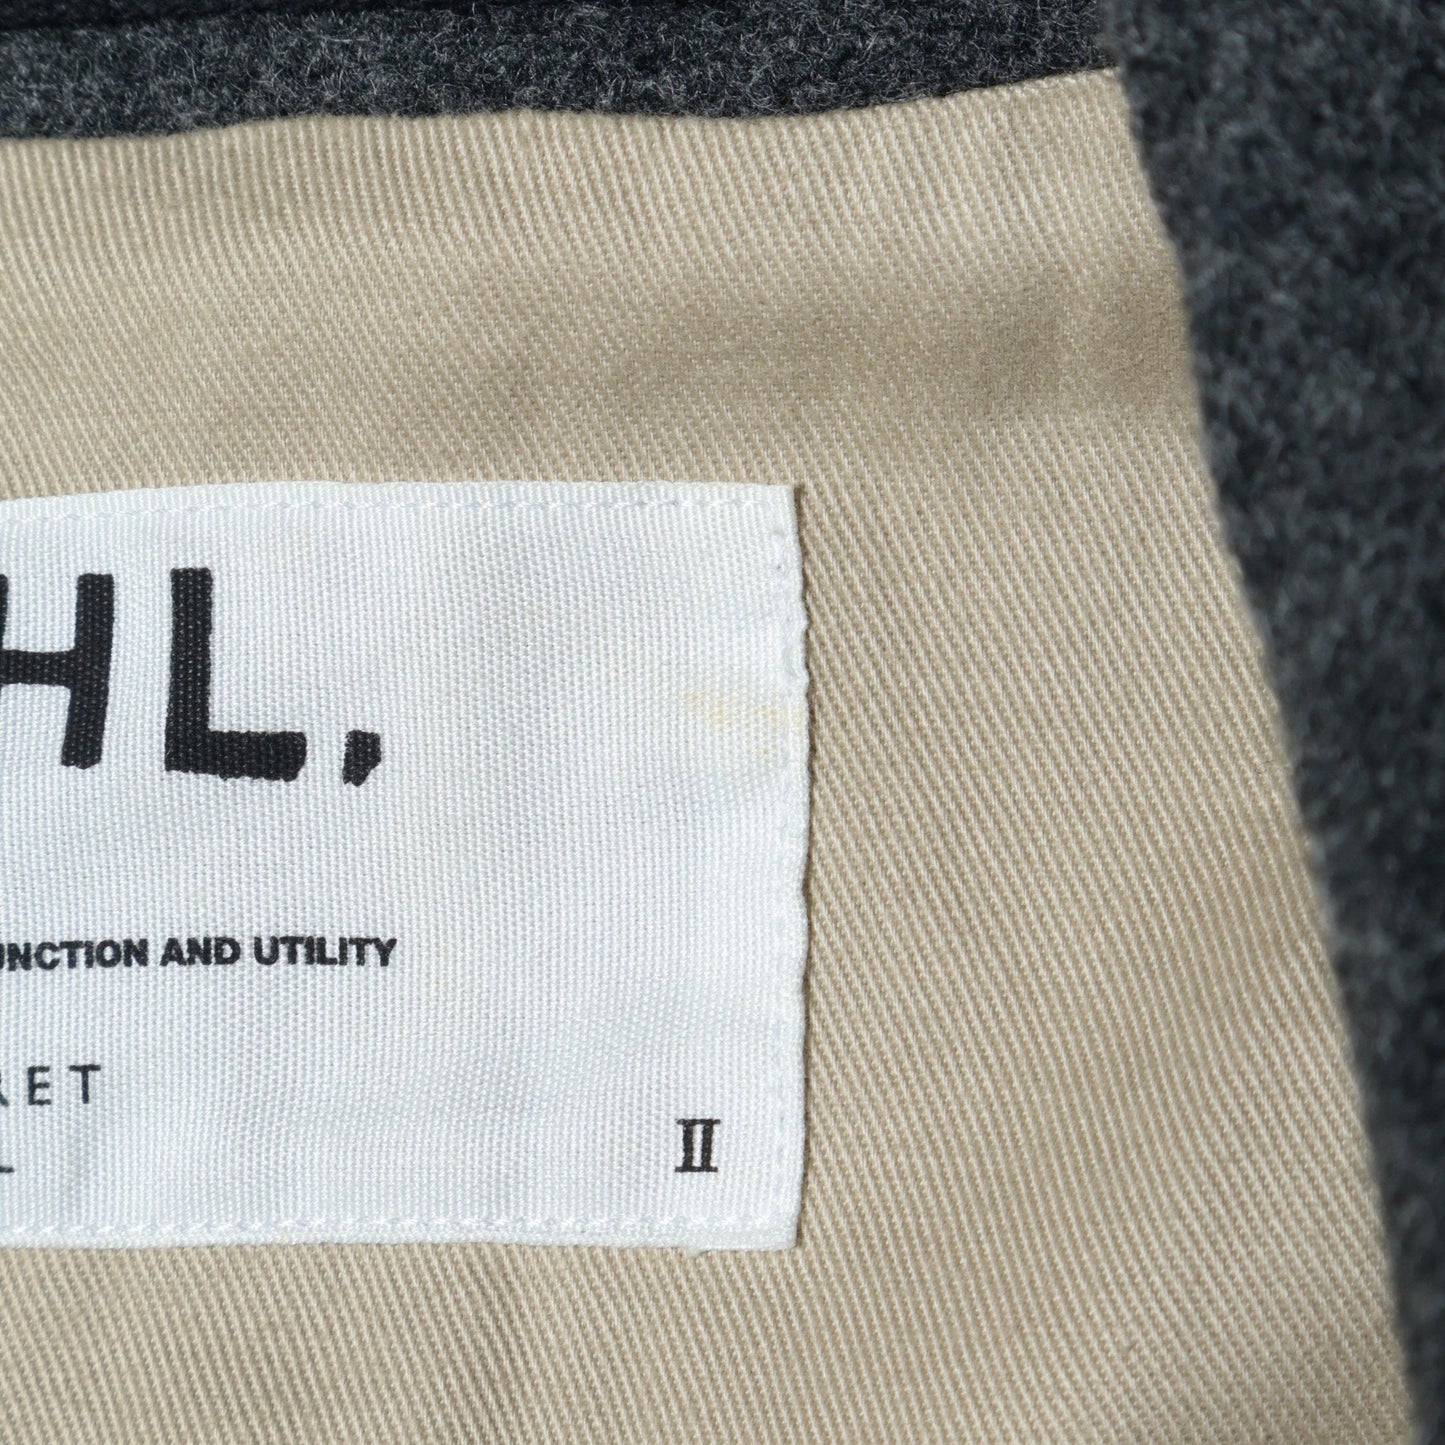 HL.
UNCTION AND UTILITY
RET
II